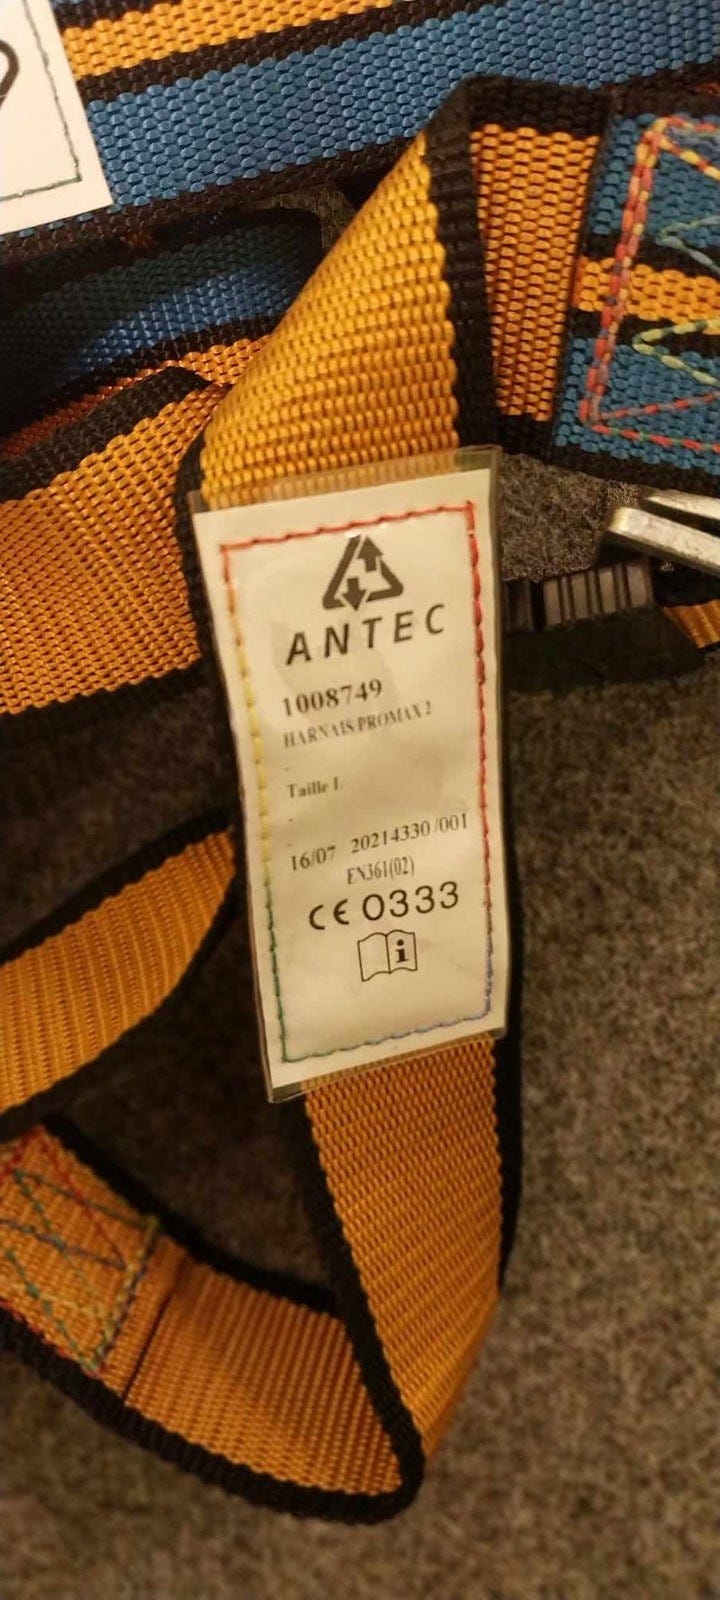 ANTEC
1008749
HARNAIS PROMAX 2
-
Taille L
-
-
16/07 20214330/001
EN361(02)
CE 0333
i